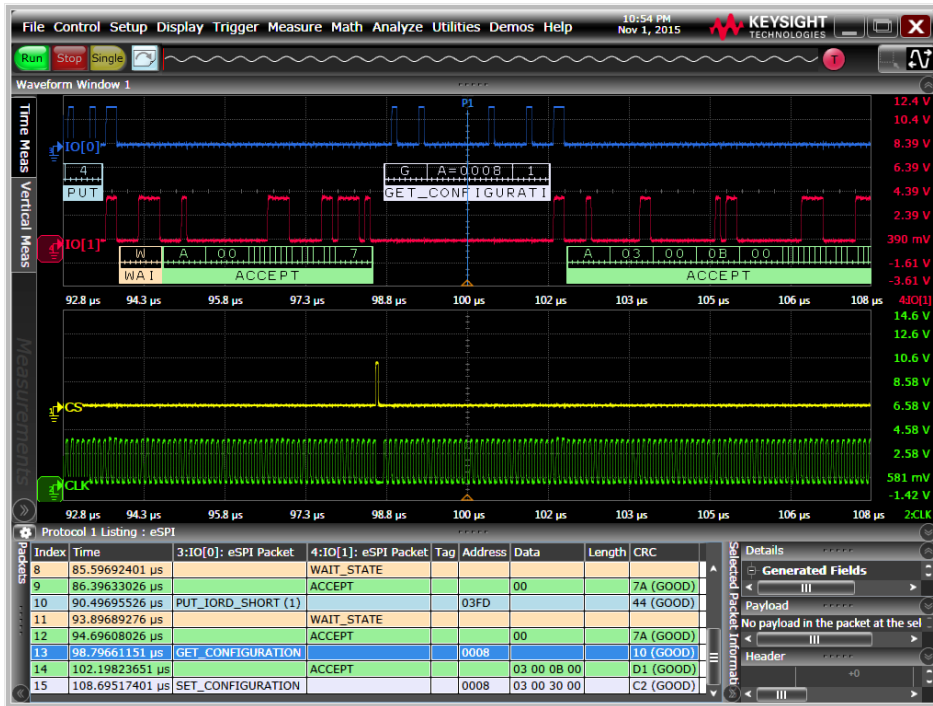 File Control Setup Display Trigger Measure Math Analyze Utilities Demos Help
10:54 PM
Nov 1, 2015
KEYSIGHT
TECHNOLOGIES
X
Run Stop Single
T
Waveform Window 1
Time Meas
Vertical Meas
Measurements
P1
12.4 V
10.4 V
8.39 V
6.39 V
4.39 V
2.39 V
390 mV
-1.61 V
-3.61 V
IO[0]
4
PUT
G A=0008 1
GET_CONFIGURATI
IO[1]
W A 00 7 A 03 00 0B 00
WAI ACCEPT ACCEPT
92.8 µs 94.3 µs 95.8 µs 97.3 µs 98.8 µs 100 µs 102 µs 103 µs 105 µs 106 µs 108 µs 4:IO[1]
14.6 V
12.6 V
10.6 V
8.58 V
6.58 V
4.58 V
2.58 V
581 mV
-1.42 V
CS
CLK
92.8 µs 94.3 µs 95.8 µs 97.3 µs 98.8 µs 100 µs 102 µs 103 µs 105 µs 106 µs 108 µs 2:CLK
Protocol 1 Listing : eSPI
Packets
Index Time 3:IO[0]: eSPI Packet 4:IO[1]: eSPI Packet Tag Address Data Length CRC
8 85.59692401 µs WAIT_STATE
9 86.39633026 µs ACCEPT 00 7A (GOOD)
10 90.49695526 µs PUT_IORD_SHORT (1) 03FD 44 (GOOD)
11 93.89689276 µs WAIT_STATE
12 94.69608026 µs ACCEPT 00 7A (GOOD)
13 98.79661151 µs GET_CONFIGURATION 0008 10 (GOOD)
14 102.19823651 µs ACCEPT 03 00 0B 00 D1 (GOOD)
15 108.69517401 µs SET_CONFIGURATION 0008 03 00 30 00 C2 (GOOD)
Selected Packet Informati
Details
Generated Fields
Payload
No payload in the packet at the sel
Header
+0